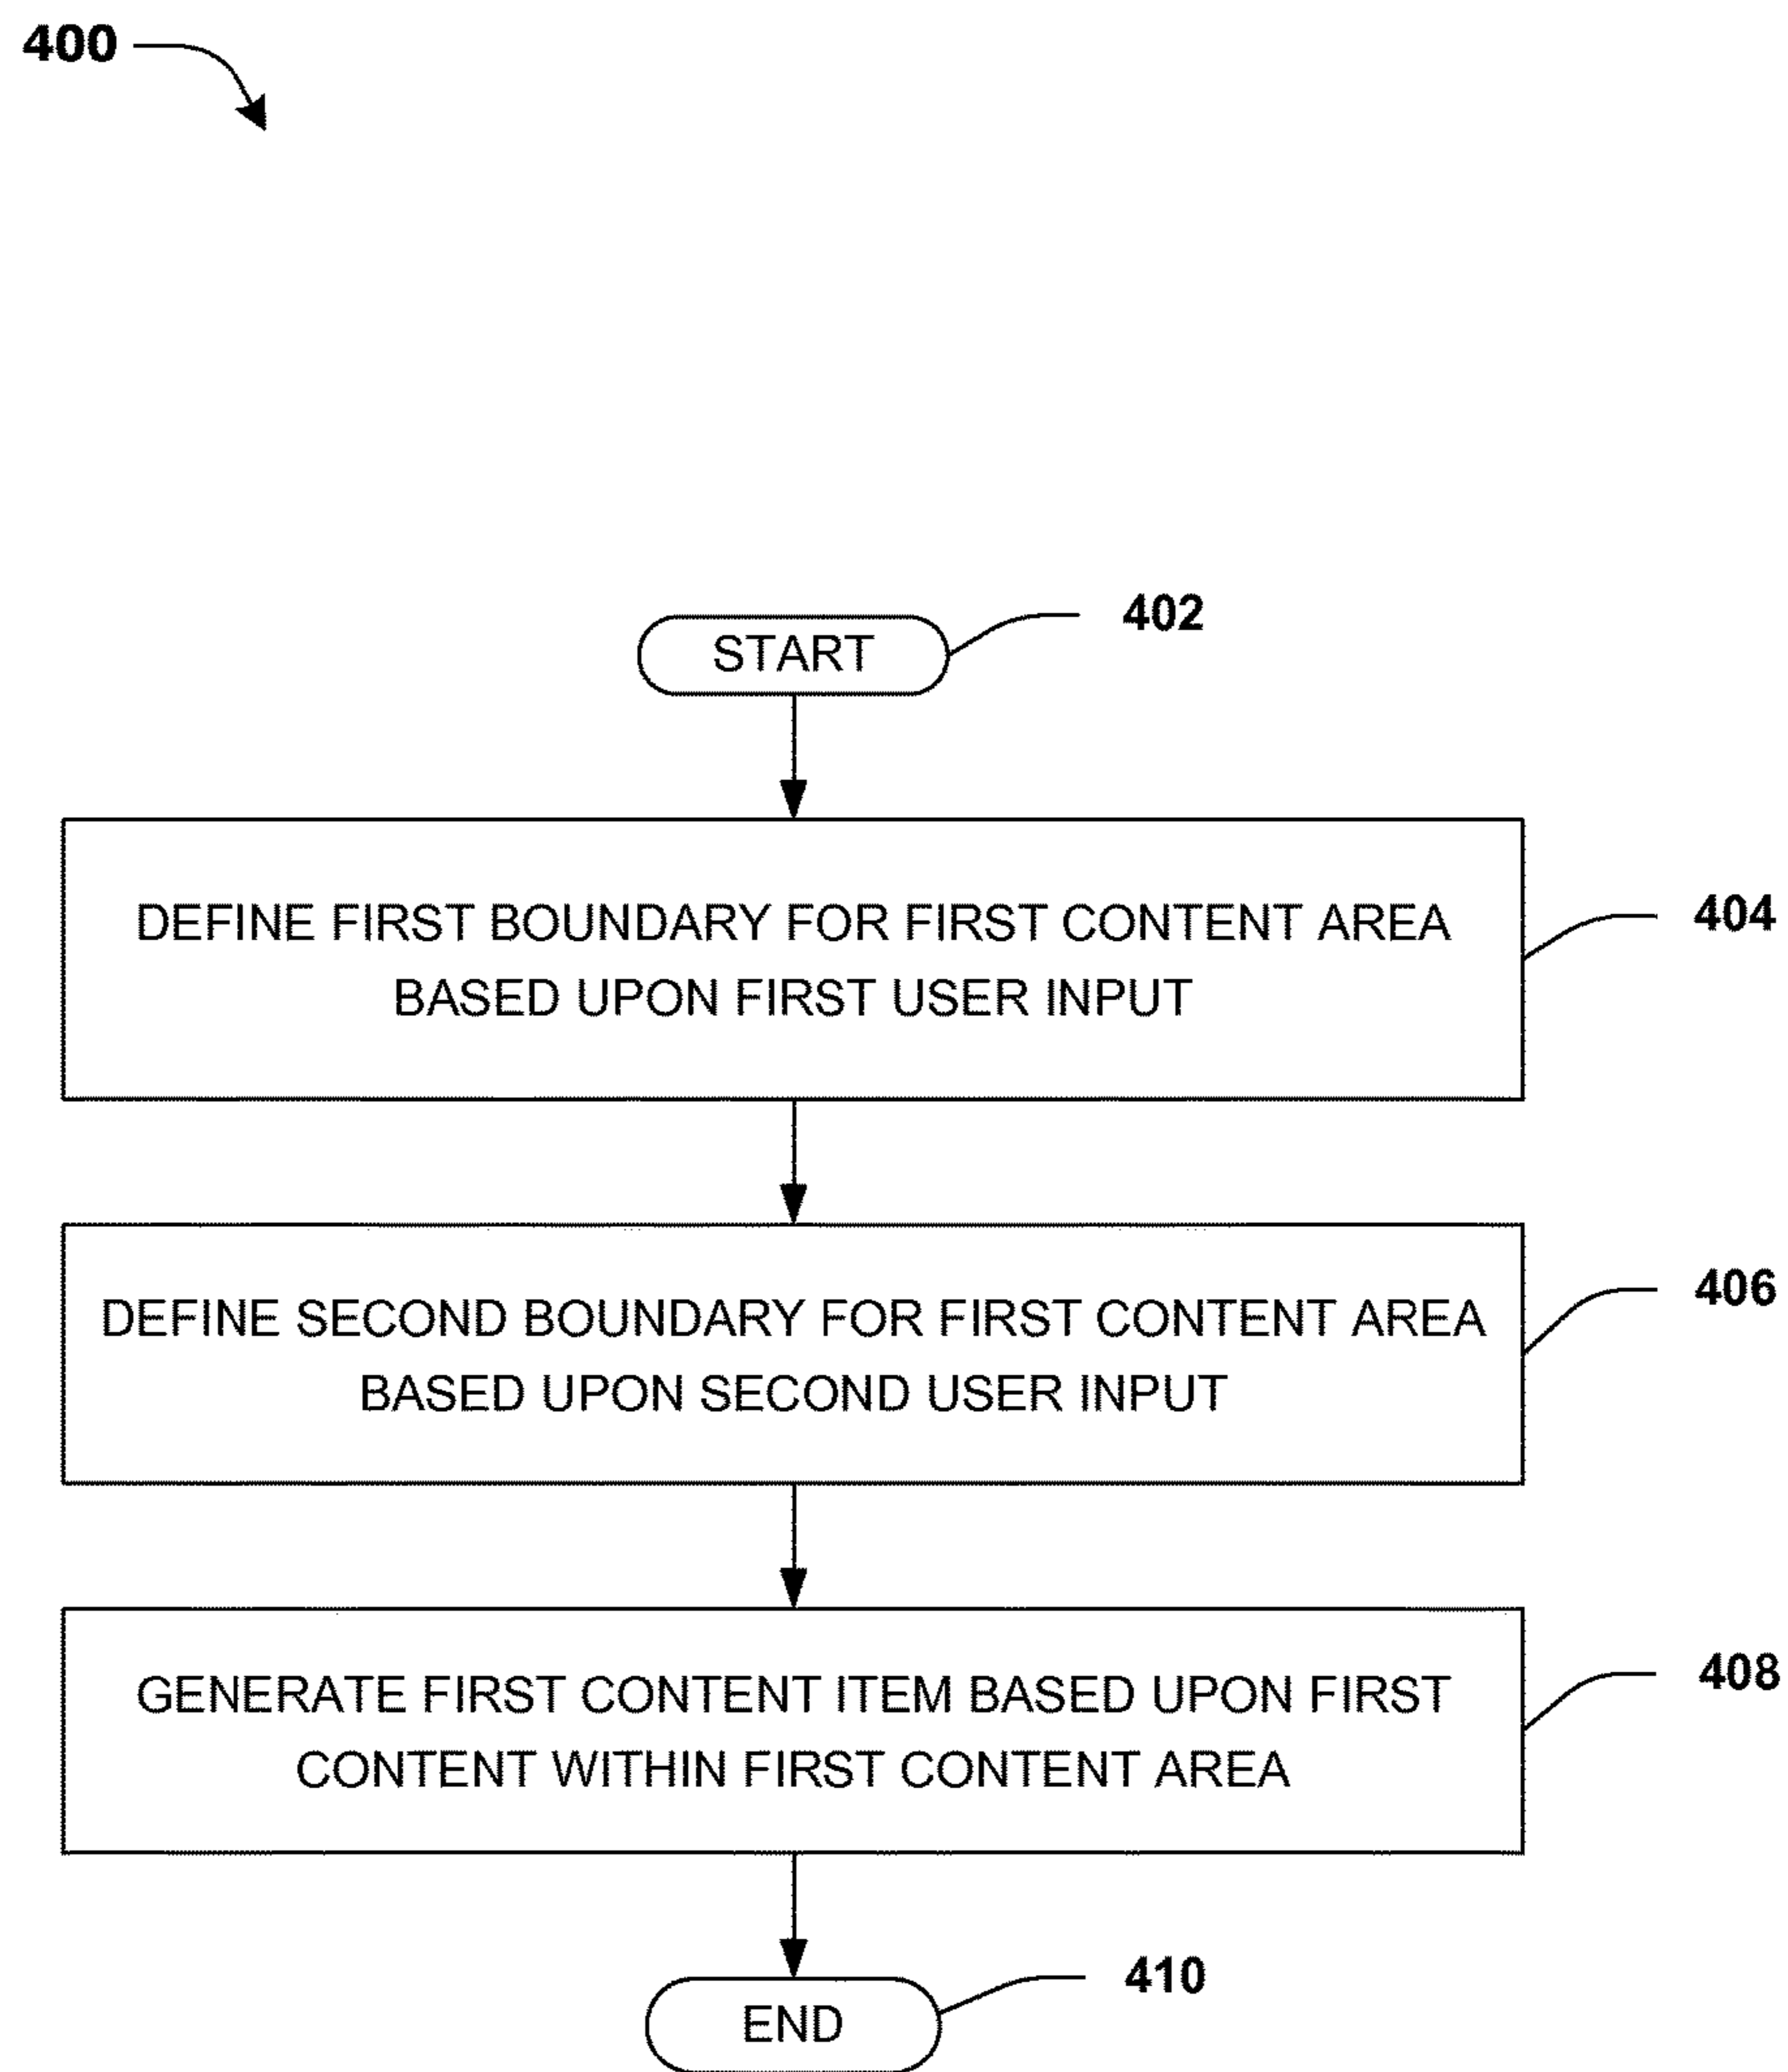 400
START
402
DEFINE FIRST BOUNDARY FOR FIRST CONTENT AREA
BASED UPON FIRST USER INPUT
404
DEFINE SECOND BOUNDARY FOR FIRST CONTENT AREA
BASED UPON SECOND USER INPUT
406
GENERATE FIRST CONTENT ITEM BASED UPON FIRST
CONTENT WITHIN FIRST CONTENT AREA
408
END
410